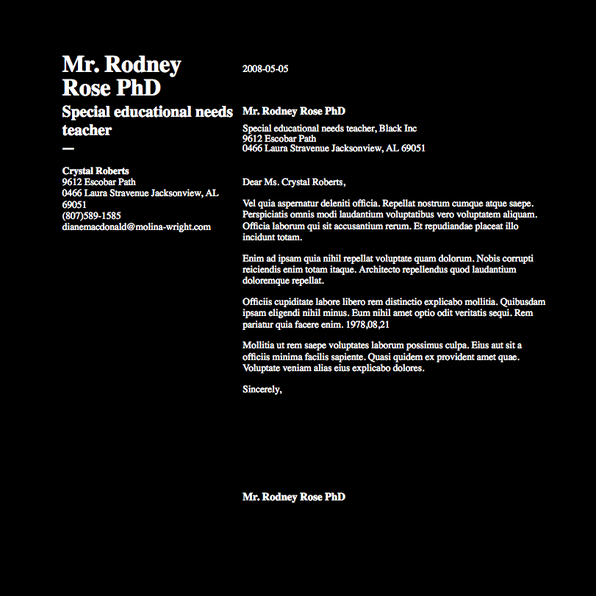 Mr. Rodney
Rose PhD
Special educational needs
teacher
—
Crystal Roberts
9612 Escobar Path
0466 Laura Stravenue Jacksonview, AL
69051
(807)589-1585
dianemacdonald@molina-wright.com
2008-05-05
Mr. Rodney Rose PhD
Special educational needs teacher, Black Inc
9612 Escobar Path
0466 Laura Stravenue Jacksonview, AL 69051
Dear Ms. Crystal Roberts,
Vel quia aspernatur deleniti officia. Repellat nostrum cumque atque saepe.
Perspiciatis omnis modi laudantium voluptatibus vero voluptatem aliquam.
Officia laborum qui sit accusantium rerum. Et repudiandae placeat illo
incidunt totam.
Enim ad ipsam quia nihil repellat voluptate quam dolorum. Nobis corrupti
reiciendis enim totam itaque. Architecto repellendus quod laudantium
doloremque repellat.
Officiis cupiditate labore libero rem distinctio explicabo mollitia. Quibusdam
ipsam eligendi nihil minus. Eum nihil amet optio odit veritatis sequi. Rem
pariatur quia facere enim. 1978,08,21
Mollitia ut rem saepe voluptates laborum possimus culpa. Eius aut sit a
officiis minima facilis sapiente. Quasi quidem ex provident amet quae.
Voluptate veniam alias eius explicabo dolores.
Sincerely,
Mr. Rodney Rose PhD